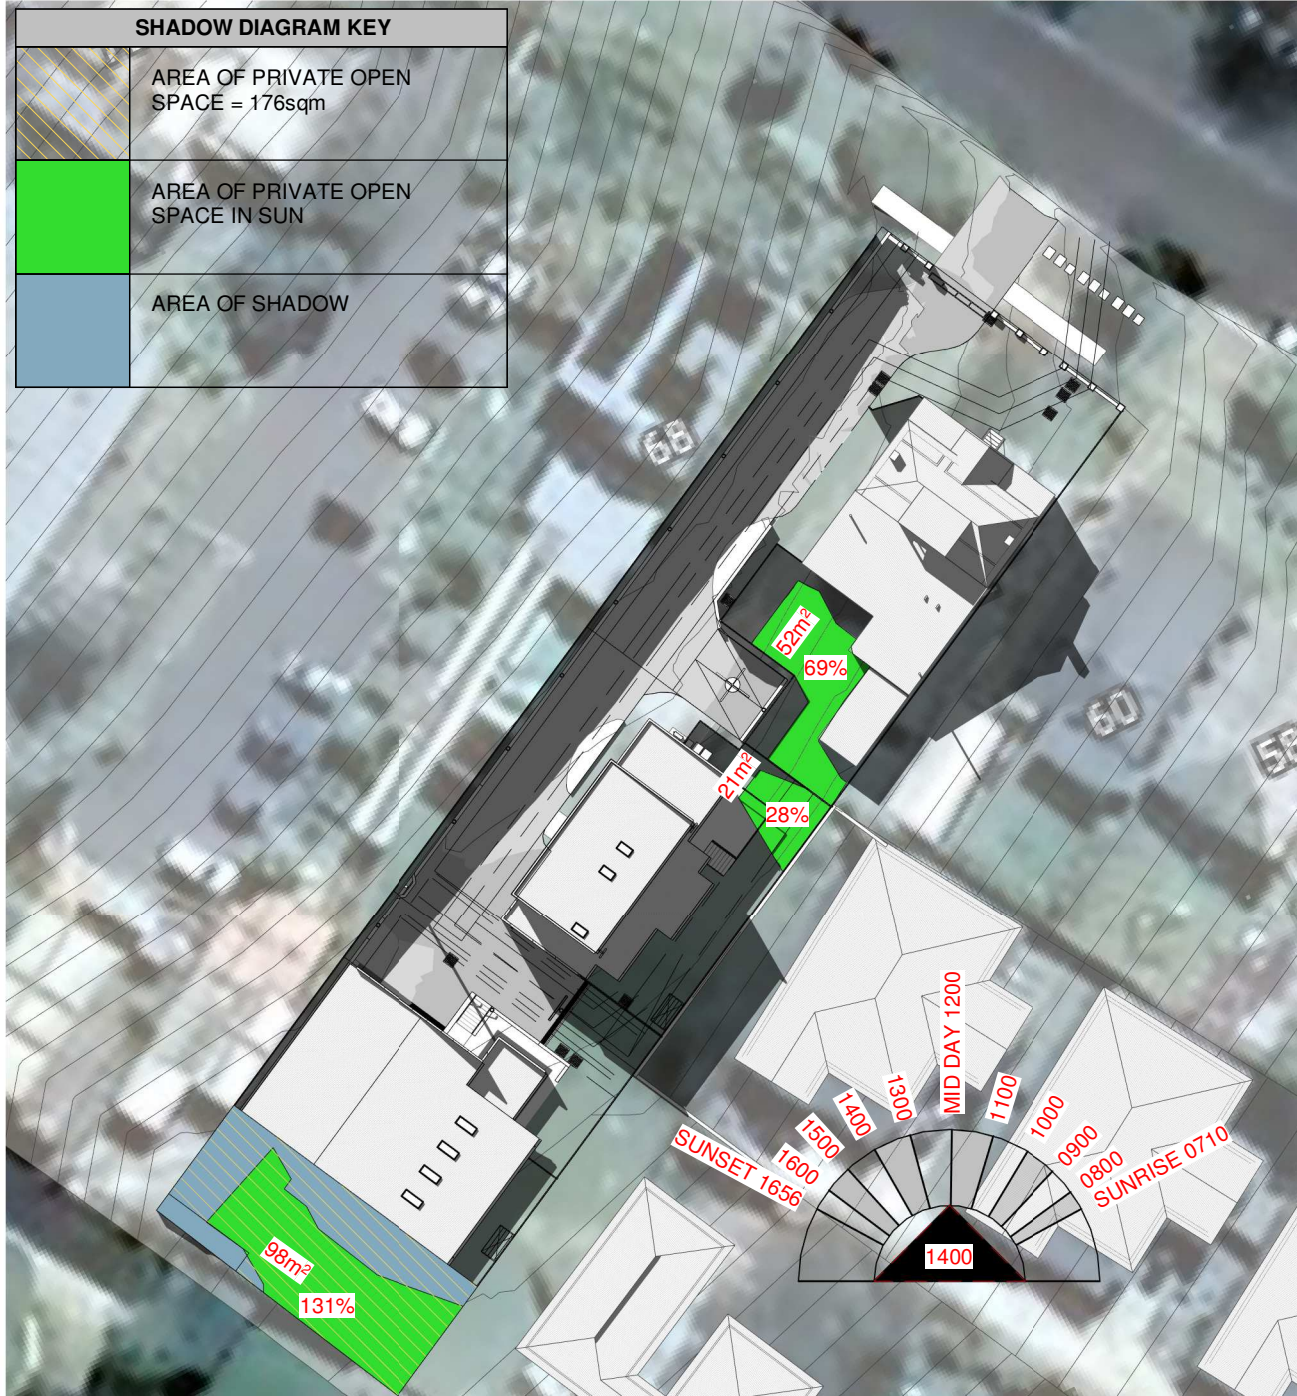 SHADOW DIAGRAM KEY
AREA OF PRIVATE OPEN
SPACE = 176sqm
AREA OF PRIVATE OPEN
SPACE IN SUN
AREA OF SHADOW
66
60
58
52m²
69%
21m²
28%
98m²
131%
SUNSET 1656
1600
1500
1400
1300
MID DAY 1200
1100
1000
0900
0800
SUNRISE 0710
1400